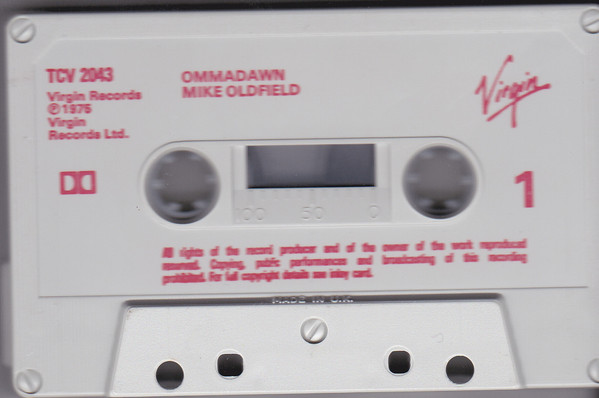 TCV 2043
Virgin Records
℗ 1975
Virgin
Records Ltd.
OMMADAWN
MIKE OLDFIELD
Virgin
1
100 50 0
All rights of the record producer and of the owner of the work reproduced
reserved. Copying, public performances and broadcasting of this recording
prohibited. For full copyright details see inlay card.
MADE IN U.K.